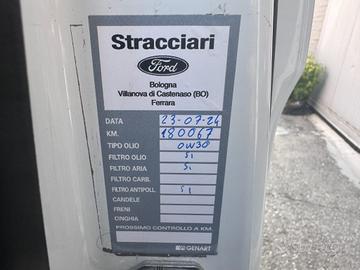 Stracciari
Ford
Bologna
Villanova di Castenaso (BO)
Ferrara
DATA 23-07-24
KM. 180067
TIPO OLIO 0W30
FILTRO OLIO Si
FILTRO ARIA Si
FILTRO CARB.
FILTRO ANTIPOLL. Si
CANDELE
FRENI
CINGHIA
PROSSIMO CONTROLLO A KM.
GENART